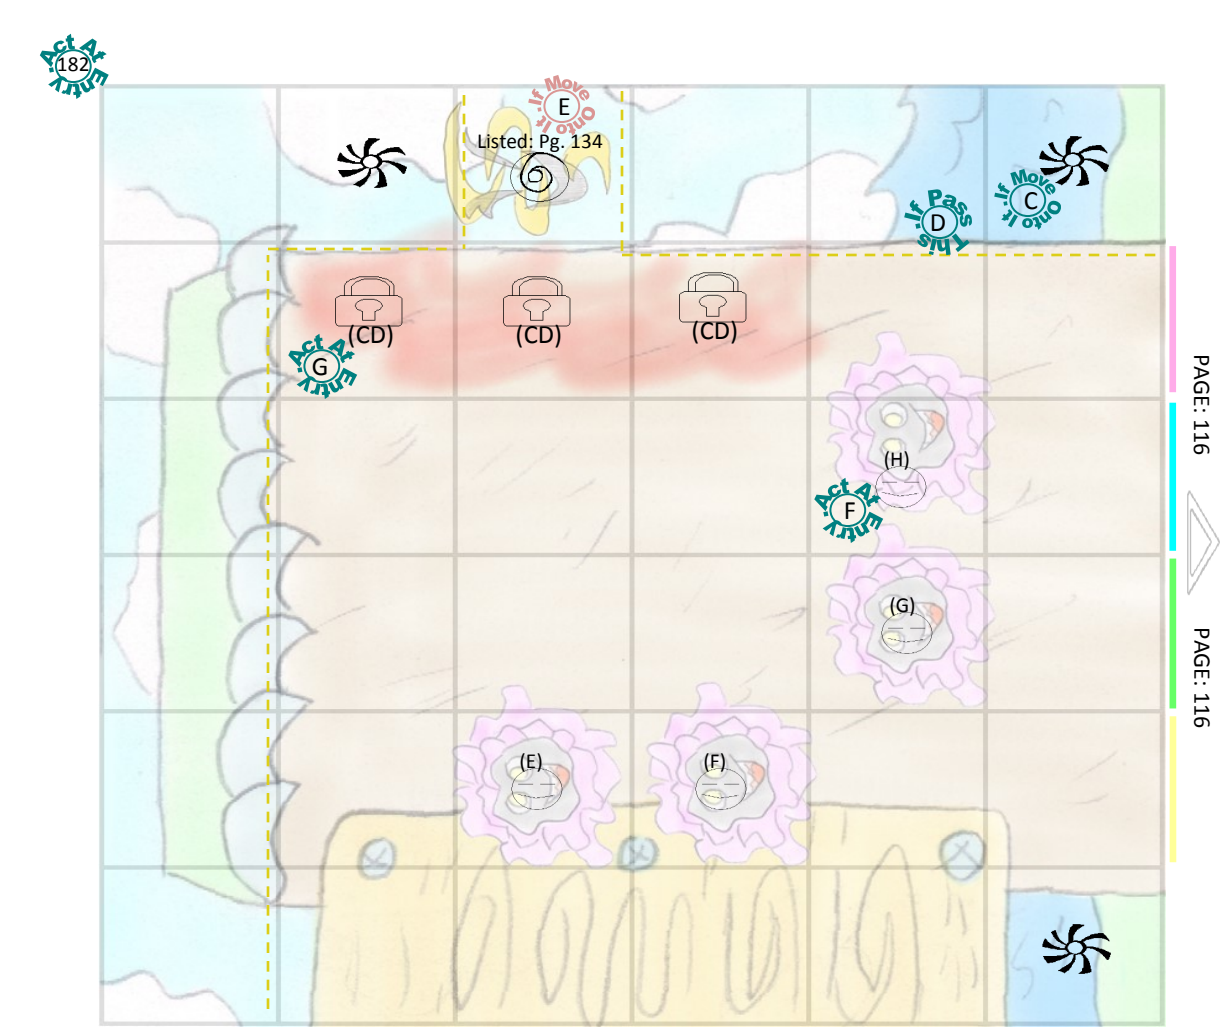 Act At Entry.
182
If Move Onto It.
E
Listed: Pg. 134
If Move Onto It.
C
If Pass This.
D
(CD)
(CD)
(CD)
Act At Entry.
G
PAGE: 116
(H)
Act At Entry.
F
(G)
PAGE: 116
(E)
(F)